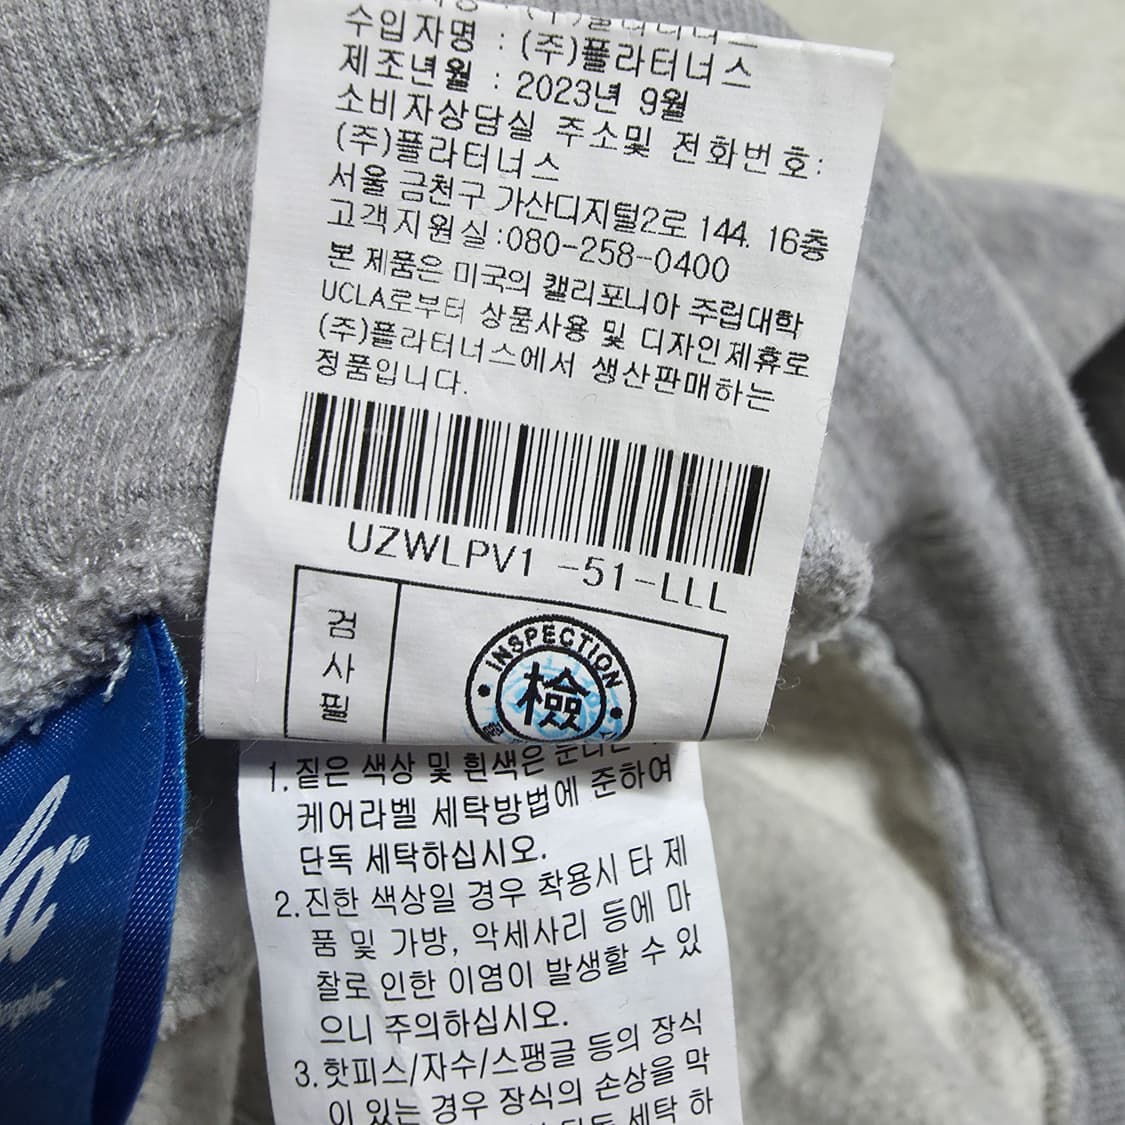 수입자명 : (주)플라터너스
제조년월 : 2023년 9월
소비자상담실 주소및 전화번호:
(주)플라터너스
서울 금천구 가산디지털2로 144. 16층
고객지원실:080-258-0400
본 제품은 미국의 캘리포니아 주립대학
UCLA로부터 상품사용 및 디자인제휴로
(주)플라터너스에서 생산판매하는
정품입니다.
UZWLPV1 -51-LLL
검
사
필
INSPECTION
檢
1. 짙은 색상 및 흰색은
케어라벨 세탁방법에 준하여
단독 세탁하십시오.
2. 진한 색상일 경우 착용시 타 제
품 및 가방, 악세사리 등에 마
찰로 인한 이염이 발생할 수 있
으니 주의하십시오.
3. 핫피스/자수/스팽글 등의 장식
이 있는 경우 장식의 손상을 막
단독 세탁 하